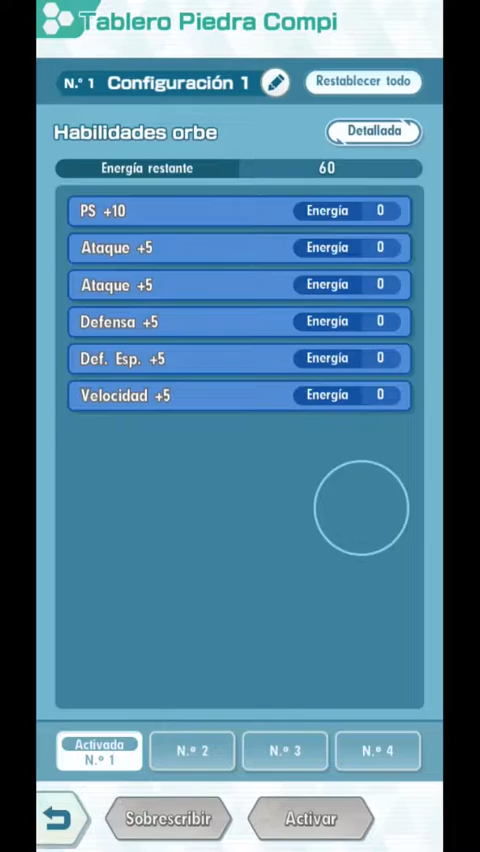 Tablero Piedra Compi
N.º 1 Configuración 1 Restablecer todo
Habilidades orbe Detallada
Energía restante 60
PS +10 Energía 0
Ataque +5 Energía 0
Ataque +5 Energía 0
Defensa +5 Energía 0
Def. Esp. +5 Energía 0
Velocidad +5 Energía 0
Activada
N.º 1 N.º 2 N.º 3 N.º 4
Sobrescribir Activar